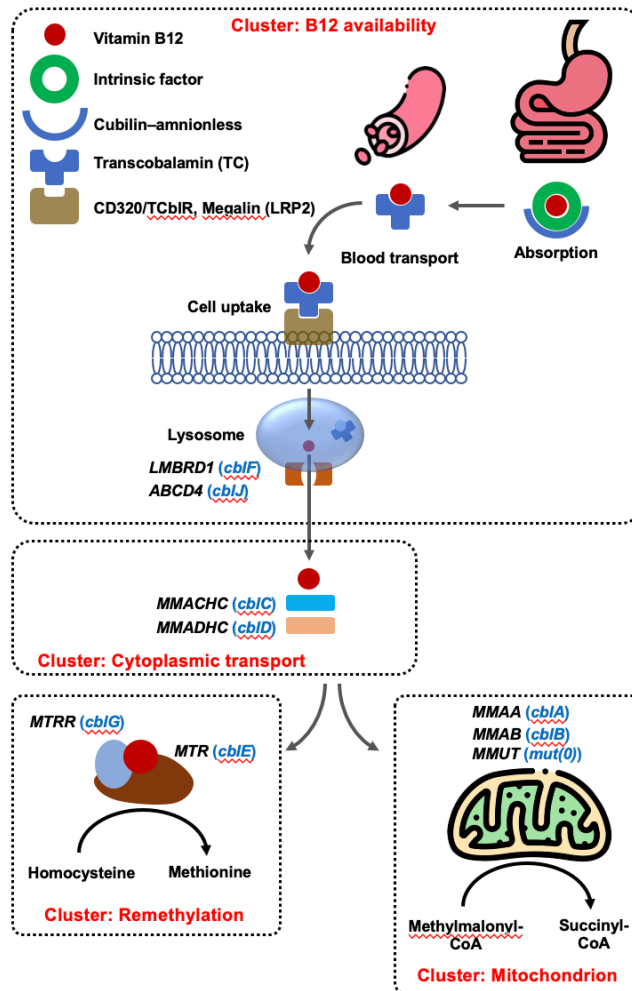 Cluster: B12 availability
Vitamin B12
Intrinsic factor
Cubilin–amnionless
Transcobalamin (TC)
CD320/TCblR, Megalin (LRP2)
Blood transport
Absorption
Cell uptake
Lysosome
LMBRD1 (cblF)
ABCD4 (cblJ)
MMACHC (cblC)
MMADHC (cblD)
Cluster: Cytoplasmic transport
MTRR (cblG)
MTR (cblE)
Homocysteine
Methionine
Cluster: Remethylation
MMAA (cblA)
MMAB (cblB)
MMUT (mut(0))
Methylmalonyl-
CoA
Succinyl-
CoA
Cluster: Mitochondrion